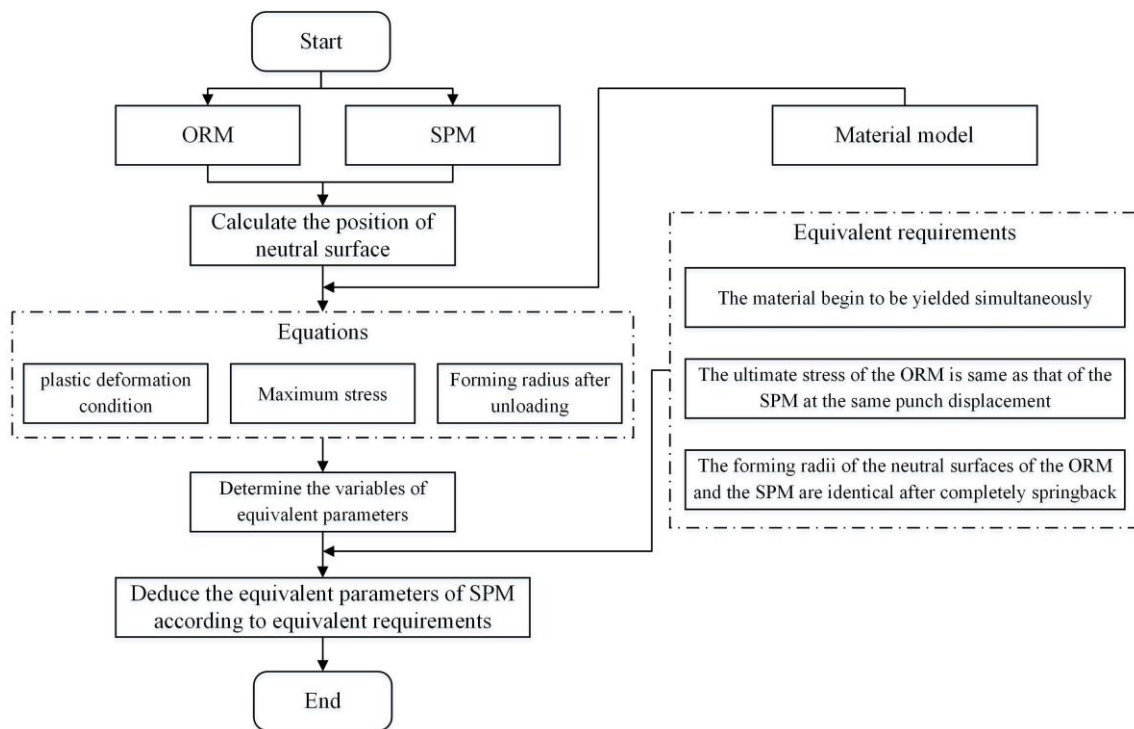 Start
ORM
SPM
Material model
Calculate the position of
neutral surface
Equations
plastic deformation
condition
Maximum stress
Forming radius after
unloading
Equivalent requirements
The material begin to be yielded simultaneously
The ultimate stress of the ORM is same as that of the
SPM at the same punch displacement
The forming radii of the neutral surfaces of the ORM
and the SPM are identical after completely springback
Determine the variables of
equivalent parameters
Deduce the equivalent parameters of SPM
according to equivalent requirements
End